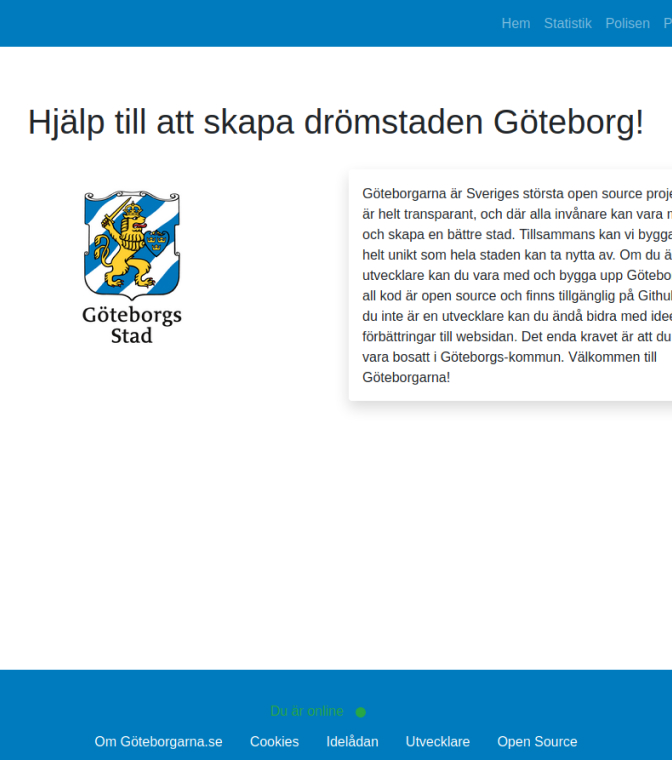 Hem Statistik Polisen
Hjälp till att skapa drömstaden Göteborg!
Göteborgs
Stad
Göteborgarna är Sveriges största open source
är helt transparant, och där alla invånare kan vara
och skapa en bättre stad. Tillsammans kan vi bygga
helt unikt som hela staden kan ta nytta av. Om du
utvecklare kan du vara med och bygga upp
all kod är open source och finns tillgänglig på
du inte är en utvecklare kan du ändå bidra med
förbättringar till websidan. Det enda kravet är att du
vara bosatt i Göteborgs-kommun. Välkommen till
Göteborgarna!
Du är online
Om Göteborgarna.se Cookies Idelådan Utvecklare Open Source